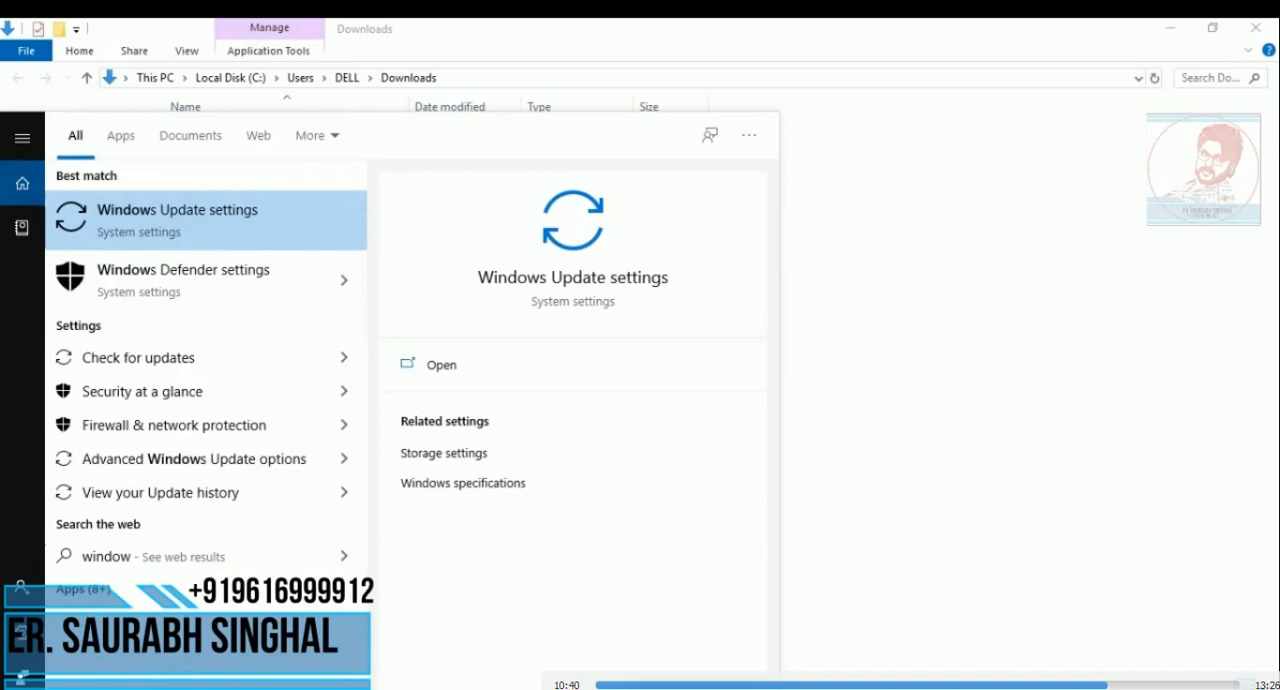 Manage
Downloads
File
Home
Share
View
Application Tools
This PC > Local Disk (C:) > Users > DELL > Downloads
Search Do...
Name
Date modified
Type
Size
All
Apps
Documents
Web
More
Best match
Windows Update settings
System settings
Windows Defender settings
System settings
Settings
Check for updates
Security at a glance
Firewall & network protection
Advanced Windows Update options
View your Update history
Search the web
window - See web results
Apps (8+)
Windows Update settings
System settings
Open
Related settings
Storage settings
Windows specifications
ER. SAURABH SINGHAL
+919616999912
ER. SAURABH SINGHAL
10:40
13:26